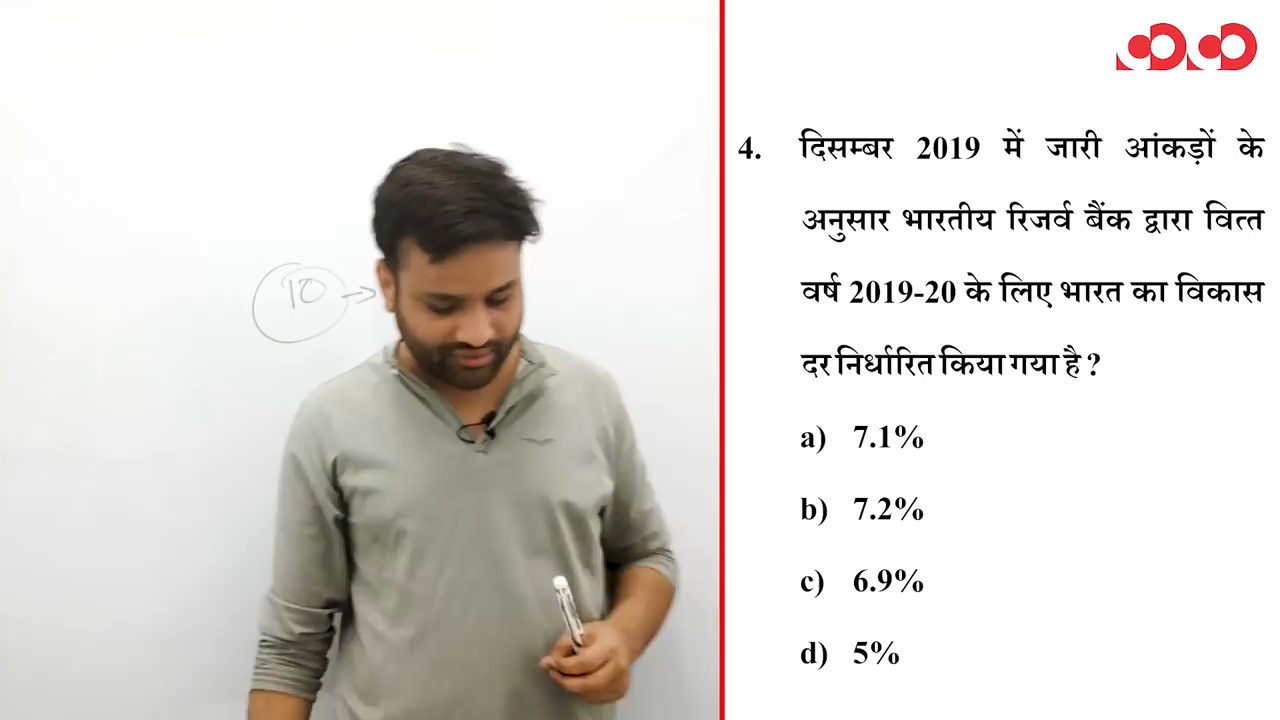 10 →
4. दिसम्बर 2019 में जारी आंकड़ों के
अनुसार भारतीय रिजर्व बैंक द्वारा वित्त
वर्ष 2019-20 के लिए भारत का विकास
दर निर्धारित किया गया है ?
a) 7.1%
b) 7.2%
c) 6.9%
d) 5%